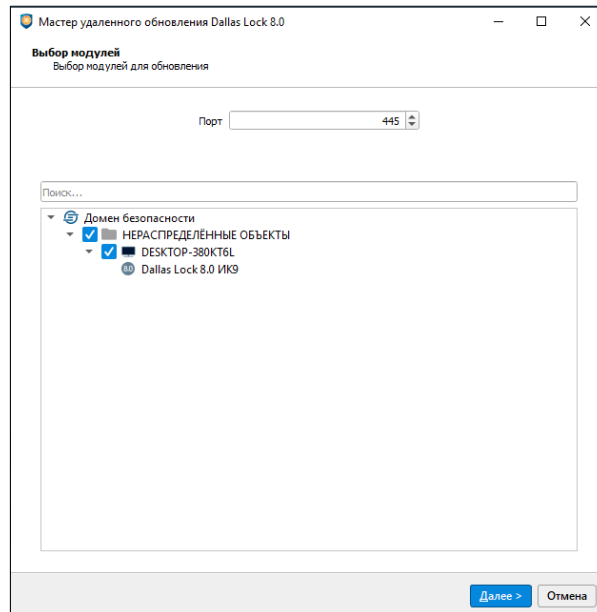 Мастер удаленного обновления Dallas Lock 8.0
Выбор модулей
Выбор модулей для обновления
Порт 445
Поиск...
Домен безопасности
НЕРАСПРЕДЕЛЁННЫЕ ОБЪЕКТЫ
DESKTOP-380KT6L
8.0 Dallas Lock 8.0 ИК9
Далее > Отмена